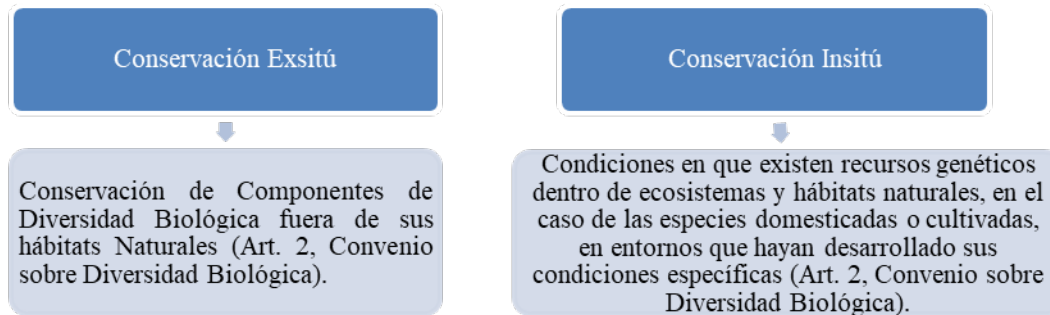 Conservación Exsitú
Conservación de Componentes de
Diversidad Biológica fuera de sus
hábitats Naturales (Art. 2, Convenio
sobre Diversidad Biológica).
Conservación Insitú
Condiciones en que existen recursos genéticos
dentro de ecosistemas y hábitats naturales, en el
caso de las especies domesticadas o cultivadas,
en entornos que hayan desarrollado sus
condiciones específicas (Art. 2, Convenio sobre
Diversidad Biológica).